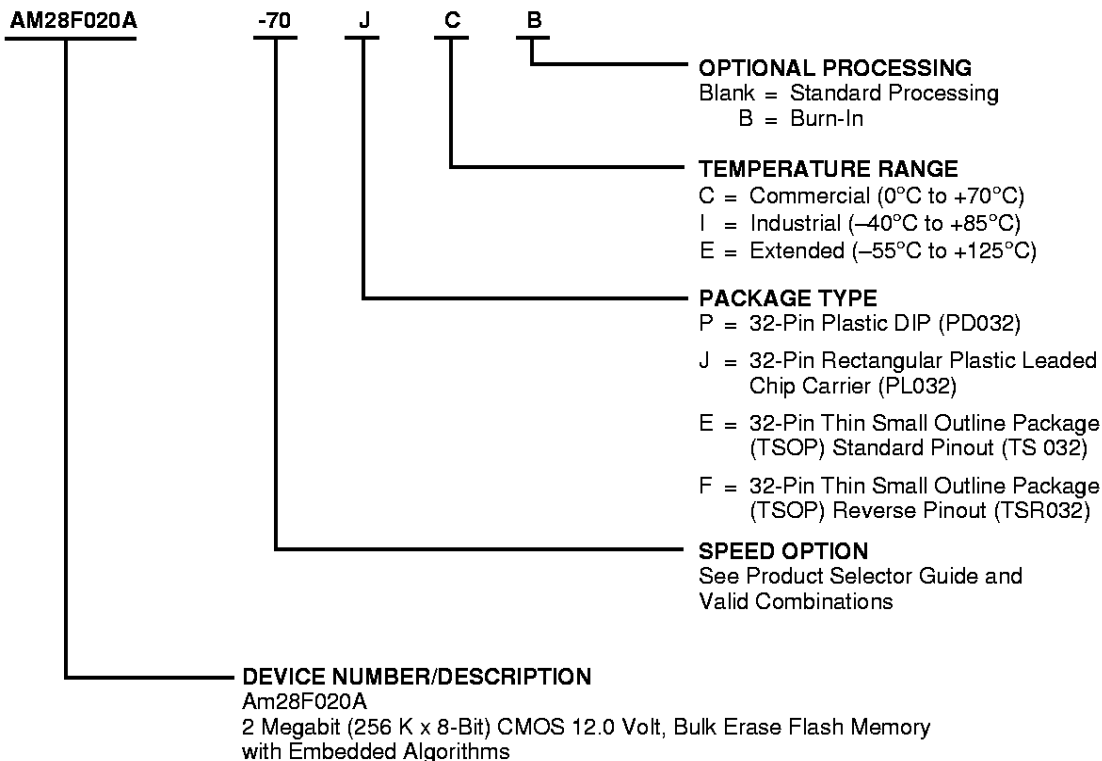 AM28F020A -70 J C B
OPTIONAL PROCESSING
Blank = Standard Processing
B = Burn-In
TEMPERATURE RANGE
C = Commercial (0°C to +70°C)
I = Industrial (–40°C to +85°C)
E = Extended (–55°C to +125°C)
PACKAGE TYPE
P = 32-Pin Plastic DIP (PD032)
J = 32-Pin Rectangular Plastic Leaded
Chip Carrier (PL032)
E = 32-Pin Thin Small Outline Package
(TSOP) Standard Pinout (TS 032)
F = 32-Pin Thin Small Outline Package
(TSOP) Reverse Pinout (TSR032)
SPEED OPTION
See Product Selector Guide and
Valid Combinations
DEVICE NUMBER/DESCRIPTION
Am28F020A
2 Megabit (256 K x 8-Bit) CMOS 12.0 Volt, Bulk Erase Flash Memory
with Embedded Algorithms